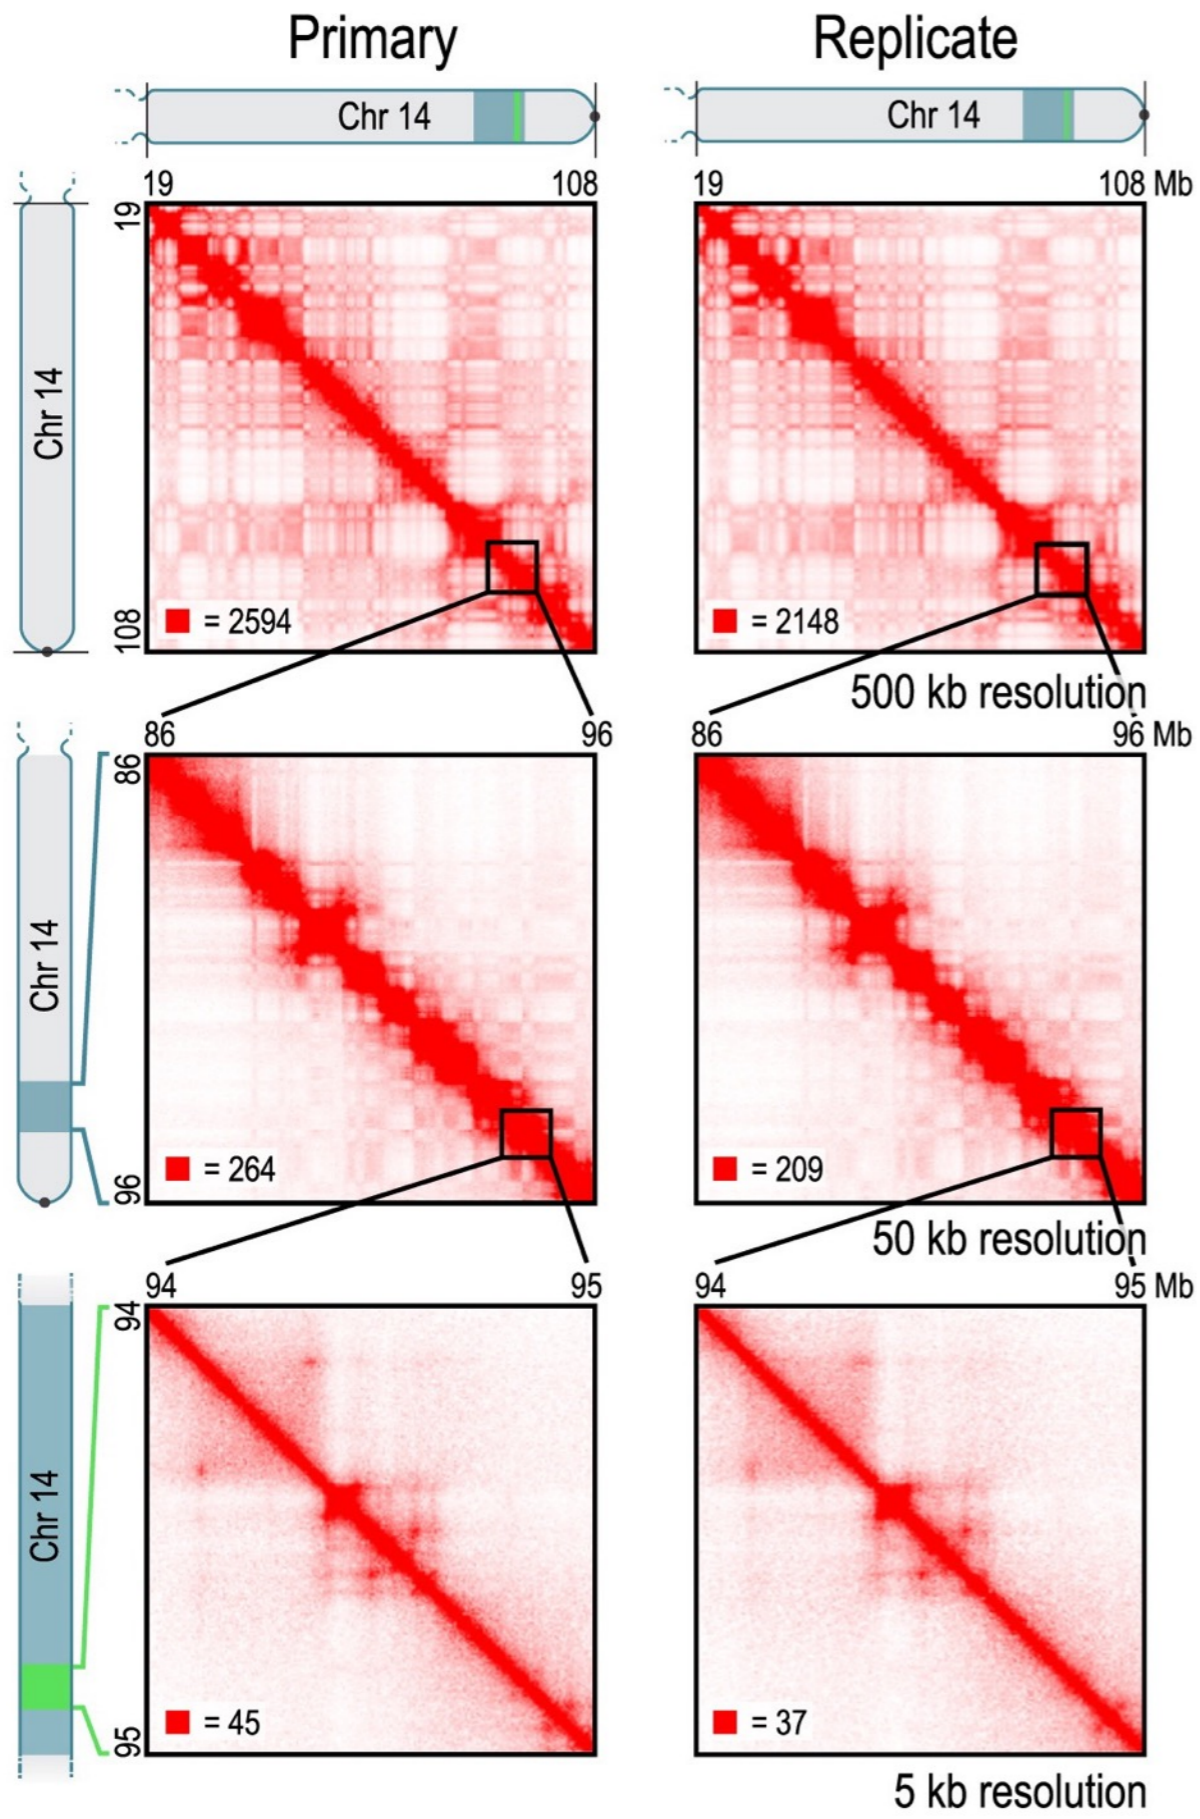 Primary Replicate
Chr 14 Chr 14
19 108 19 108 Mb
19
Chr 14
108
= 2594 = 2148
500 kb resolution
86 96 86 96 Mb
86
Chr 14
96
= 264 = 209
50 kb resolution
94 95 94 95 Mb
94
Chr 14
95
= 45 = 37
5 kb resolution